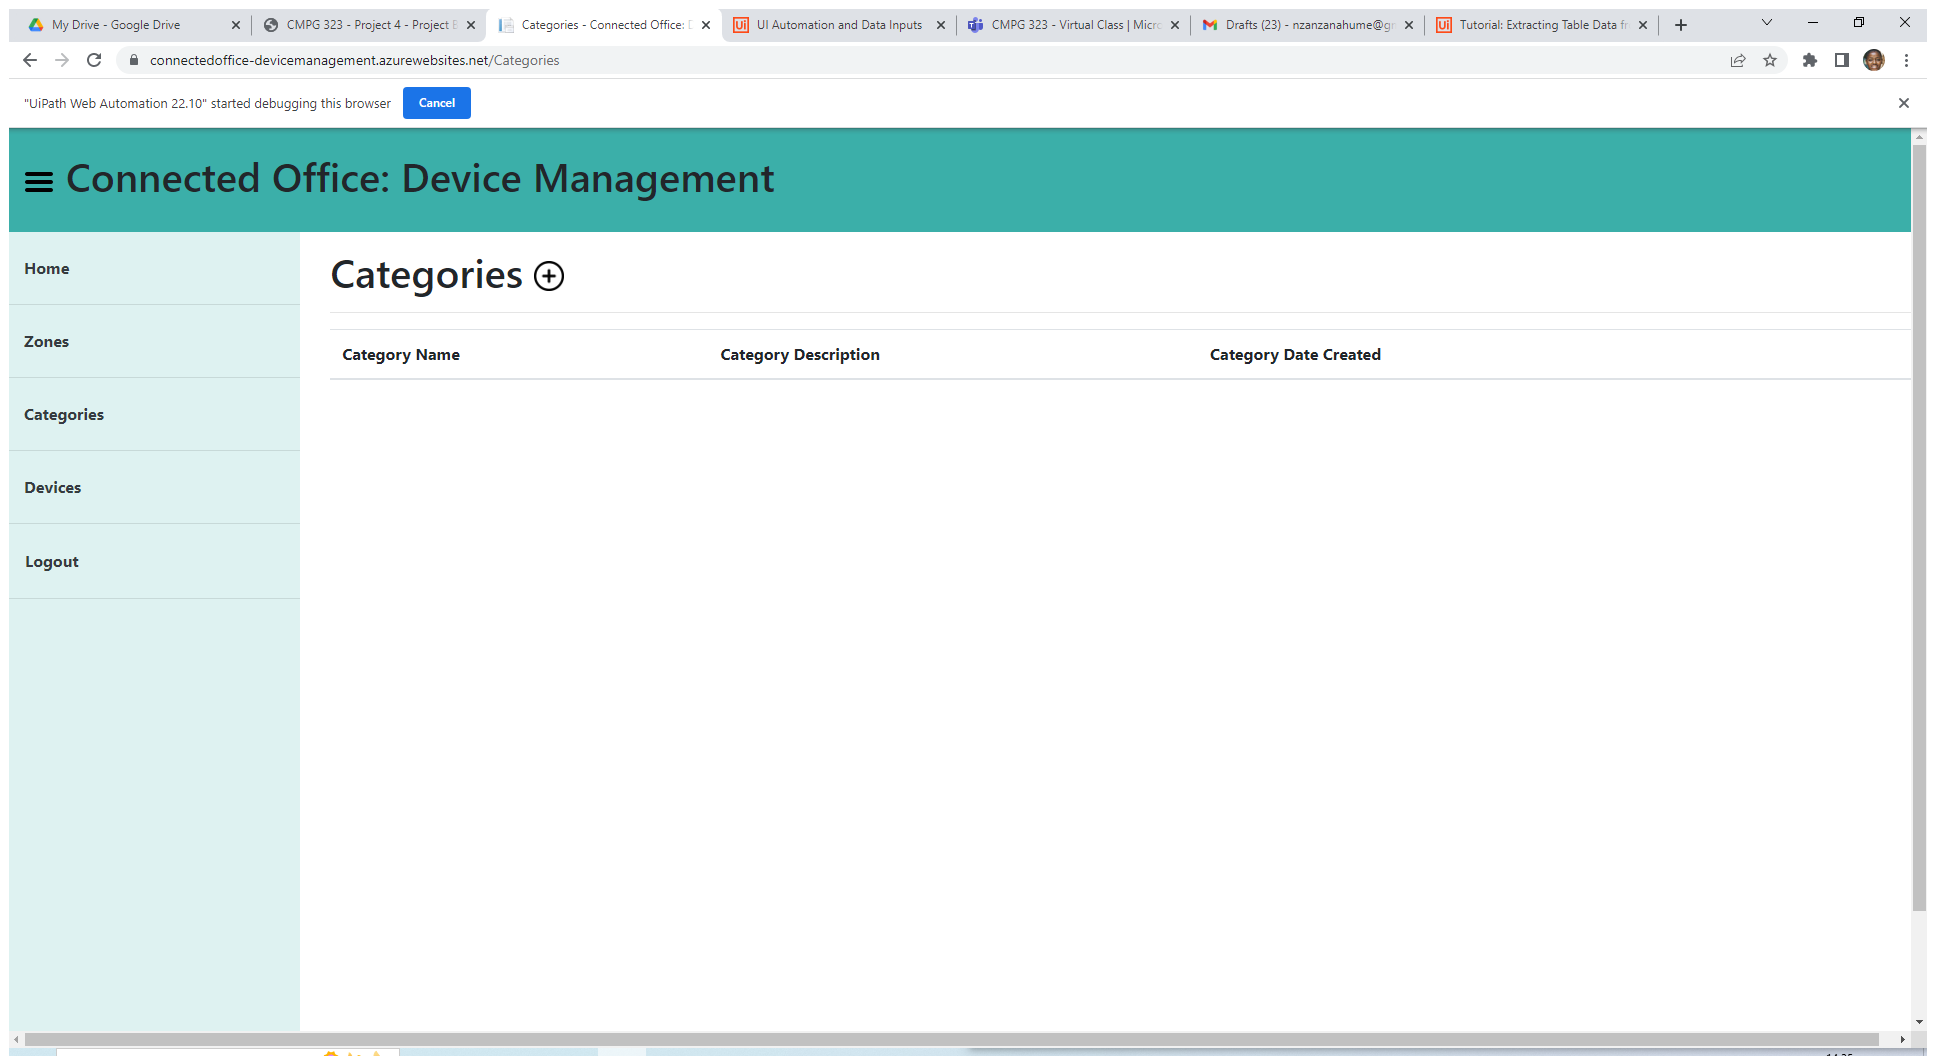 My Drive - Google Drive
CMPG 323 - Project 4 - Project
Categories - Connected Office:
UI Automation and Data Inputs
CMPG 323 - Virtual Class | Micro
Drafts (23) - nzanzanahume@gm
Tutorial: Extracting Table Data
connectedoffice-devicemanagement.azurewebsites.net/Categories
"UiPath Web Automation 22.10" started debugging this browser
Cancel
Connected Office: Device Management
Home
Zones
Categories
Devices
Logout
Categories
Category Name Category Description Category Date Created